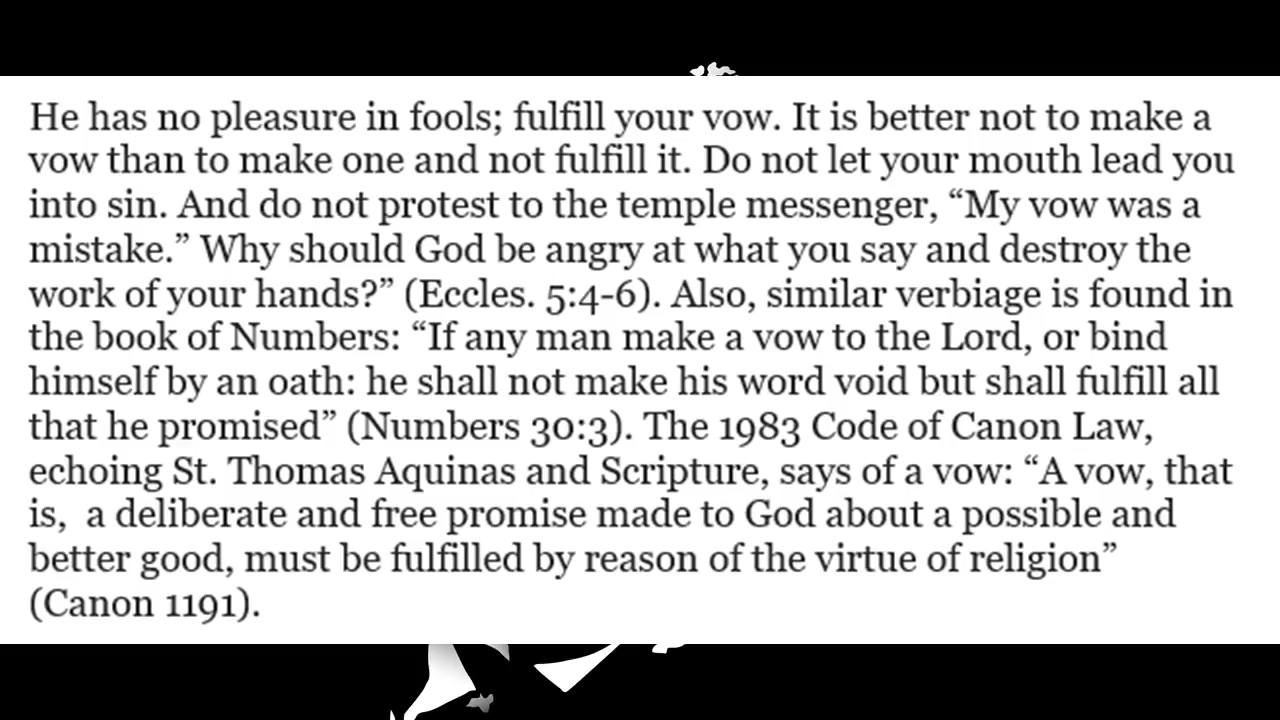 He has no pleasure in fools; fulfill your vow. It is better not to make a
vow than to make one and not fulfill it. Do not let your mouth lead you
into sin. And do not protest to the temple messenger, “My vow was a
mistake.” Why should God be angry at what you say and destroy the
work of your hands?” (Eccles. 5:4-6). Also, similar verbiage is found in
the book of Numbers: “If any man make a vow to the Lord, or bind
himself by an oath: he shall not make his word void but shall fulfill all
that he promised” (Numbers 30:3). The 1983 Code of Canon Law,
echoing St. Thomas Aquinas and Scripture, says of a vow: “A vow, that
is,  a deliberate and free promise made to God about a possible and
better good, must be fulfilled by reason of the virtue of religion”
(Canon 1191).